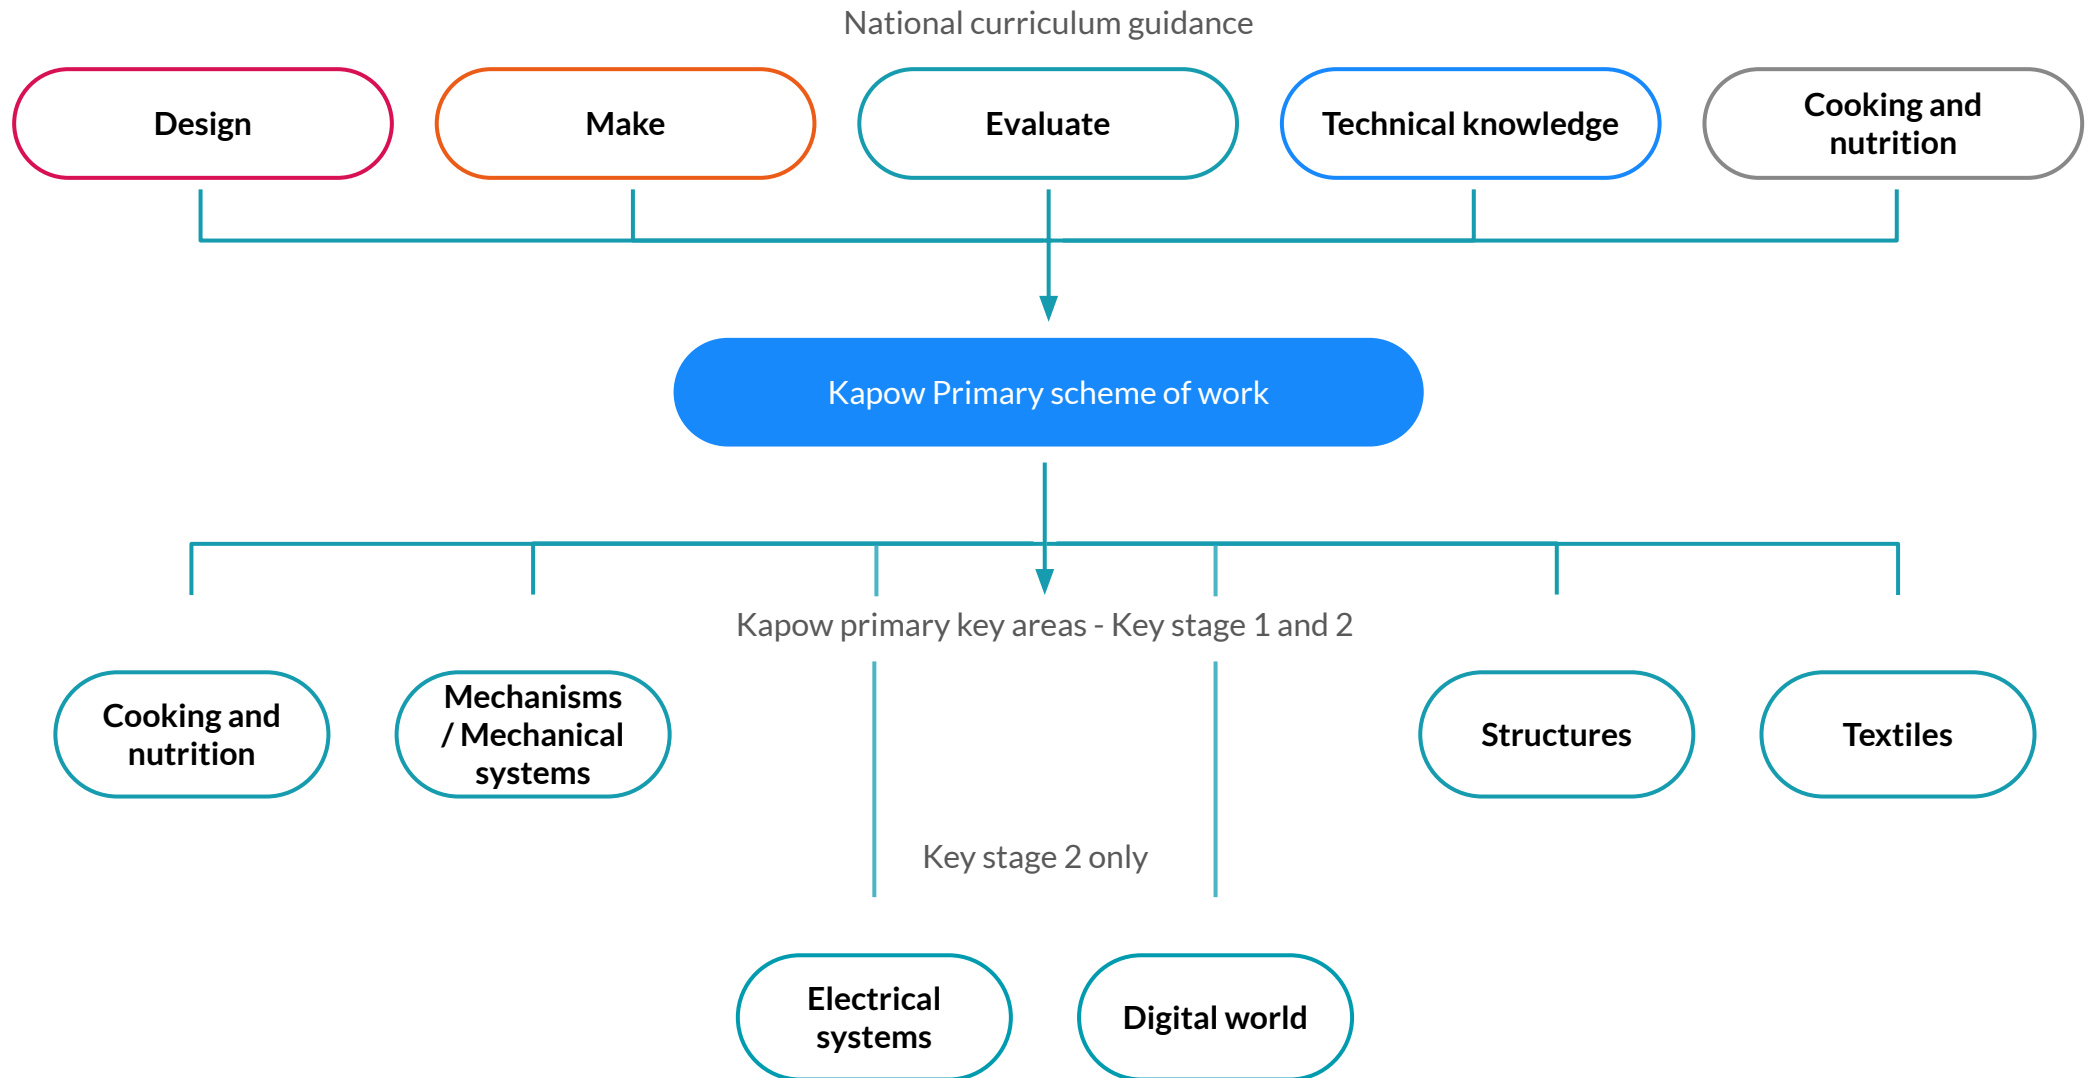 National curriculum guidance
Design
Make
Evaluate
Technical knowledge
Cooking and
nutrition
Kapow Primary scheme of work
Kapow primary key areas - Key stage 1 and 2
Cooking and
nutrition
Mechanisms
/ Mechanical
systems
Structures
Textiles
Key stage 2 only
Electrical
systems
Digital world